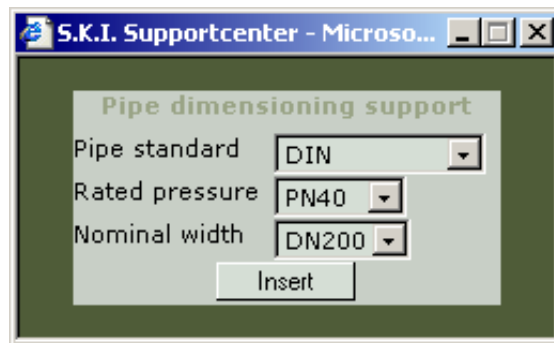 S.K.I. Supportcenter - Microso...
Pipe dimensioning support
Pipe standard DIN
Rated pressure PN40
Nominal width DN200
Insert